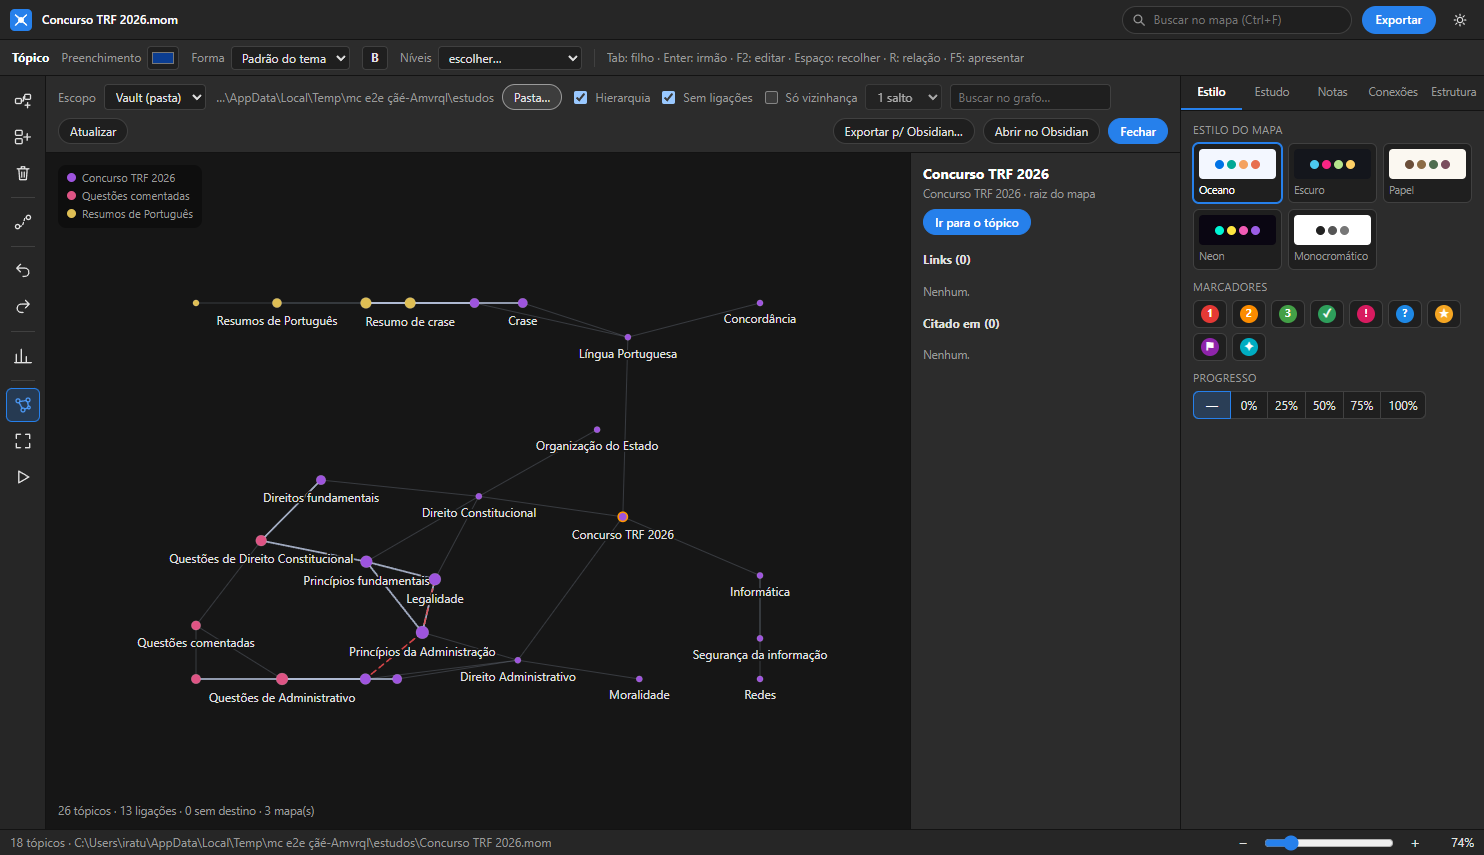 Concurso TRF 2026.mom
Buscar no mapa (Ctrl+F)
Exportar
Tópico Preenchimento Forma Padrão do tema B Níveis escolher... Tab: filho · Enter: irmão · F2: editar · Espaço: recolher · R: relação · F5: apresentar
Escopo Vault (pasta) ...\AppData\Local\Temp\mc e2e çãé-Amvrql\estudos Pasta... Hierarquia Sem ligações Só vizinhança 1 salto Buscar no grafo...
Atualizar Exportar p/ Obsidian... Abrir no Obsidian Fechar
Concurso TRF 2026
Questões comentadas
Resumos de Português
Resumos de Português
Resumo de crase
Crase
Concordância
Língua Portuguesa
Organização do Estado
Direitos fundamentais
Direito Constitucional
Concurso TRF 2026
Questões de Direito Constitucional
Princípios fundamentais
Legalidade
Informática
Questões comentadas
Princípios da Administração
Segurança da informação
Direito Administrativo
Questões de Administrativo
Moralidade
Redes
26 tópicos · 13 ligações · 0 sem destino · 3 mapa(s)
Concurso TRF 2026
Concurso TRF 2026 · raiz do mapa
Ir para o tópico
Links (0)
Nenhum.
Citado em (0)
Nenhum.
Estilo Estudo Notas Conexões Estrutura
ESTILO DO MAPA
Oceano Escuro Papel
Neon Monocromático
MARCADORES
1 2 3 ✓ ! ? ★
PROGRESSO
— 0% 25% 50% 75% 100%
18 tópicos · C:\Users\iratu\AppData\Local\Temp\mc e2e çãé-Amvrql\estudos\Concurso TRF 2026.mom
− + 74%